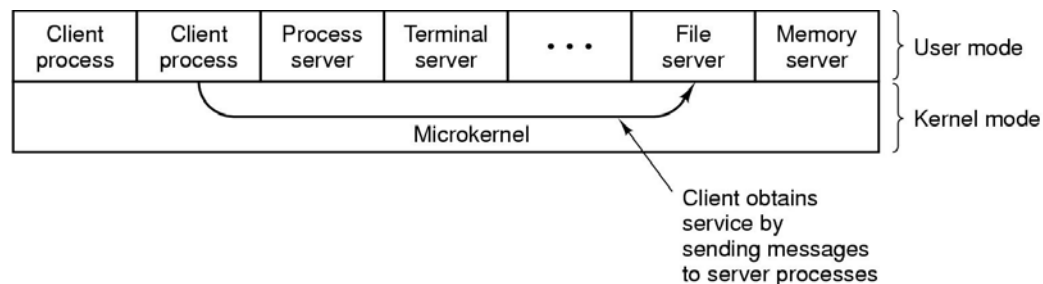 Client process
Client process
Process server
Terminal server
• • •
File server
Memory server
User mode
Microkernel
Kernel mode
Client obtains
service by
sending messages
to server processes